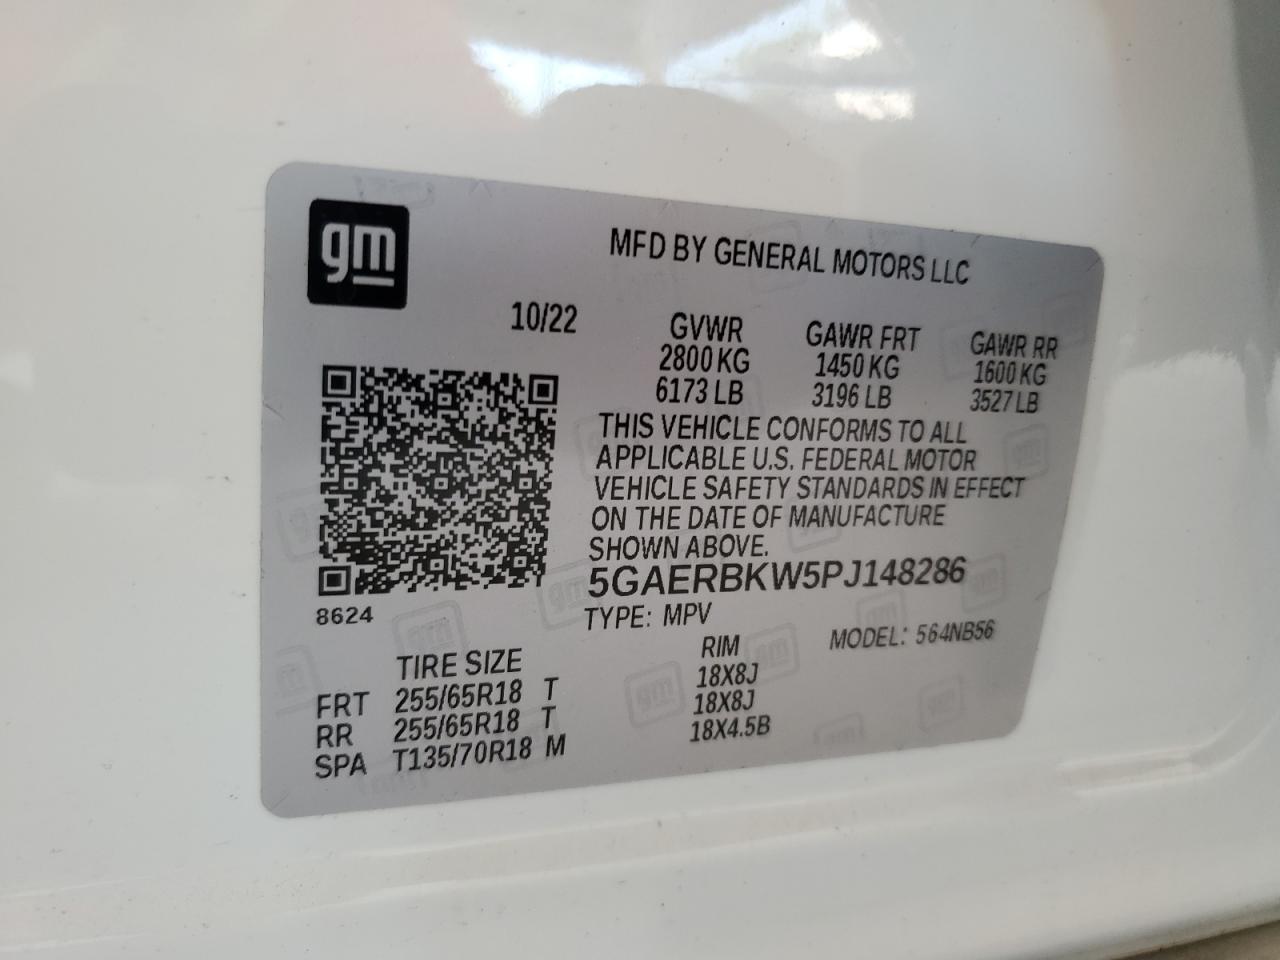 gm
MFD BY GENERAL MOTORS LLC
10/22 GVWR GAWR FRT GAWR RR
2800 KG 1450 KG 1600 KG
6173 LB 3196 LB 3527 LB
THIS VEHICLE CONFORMS TO ALL
APPLICABLE U.S. FEDERAL MOTOR
VEHICLE SAFETY STANDARDS IN EFFECT
ON THE DATE OF MANUFACTURE
SHOWN ABOVE.
5GAERBKW5PJ148286
8624
TYPE: MPV MODEL: 564NB56
TIRE SIZE RIM
FRT 255/65R18 T 18X8J
RR 255/65R18 T 18X8J
SPA T135/70R18 M 18X4.5B